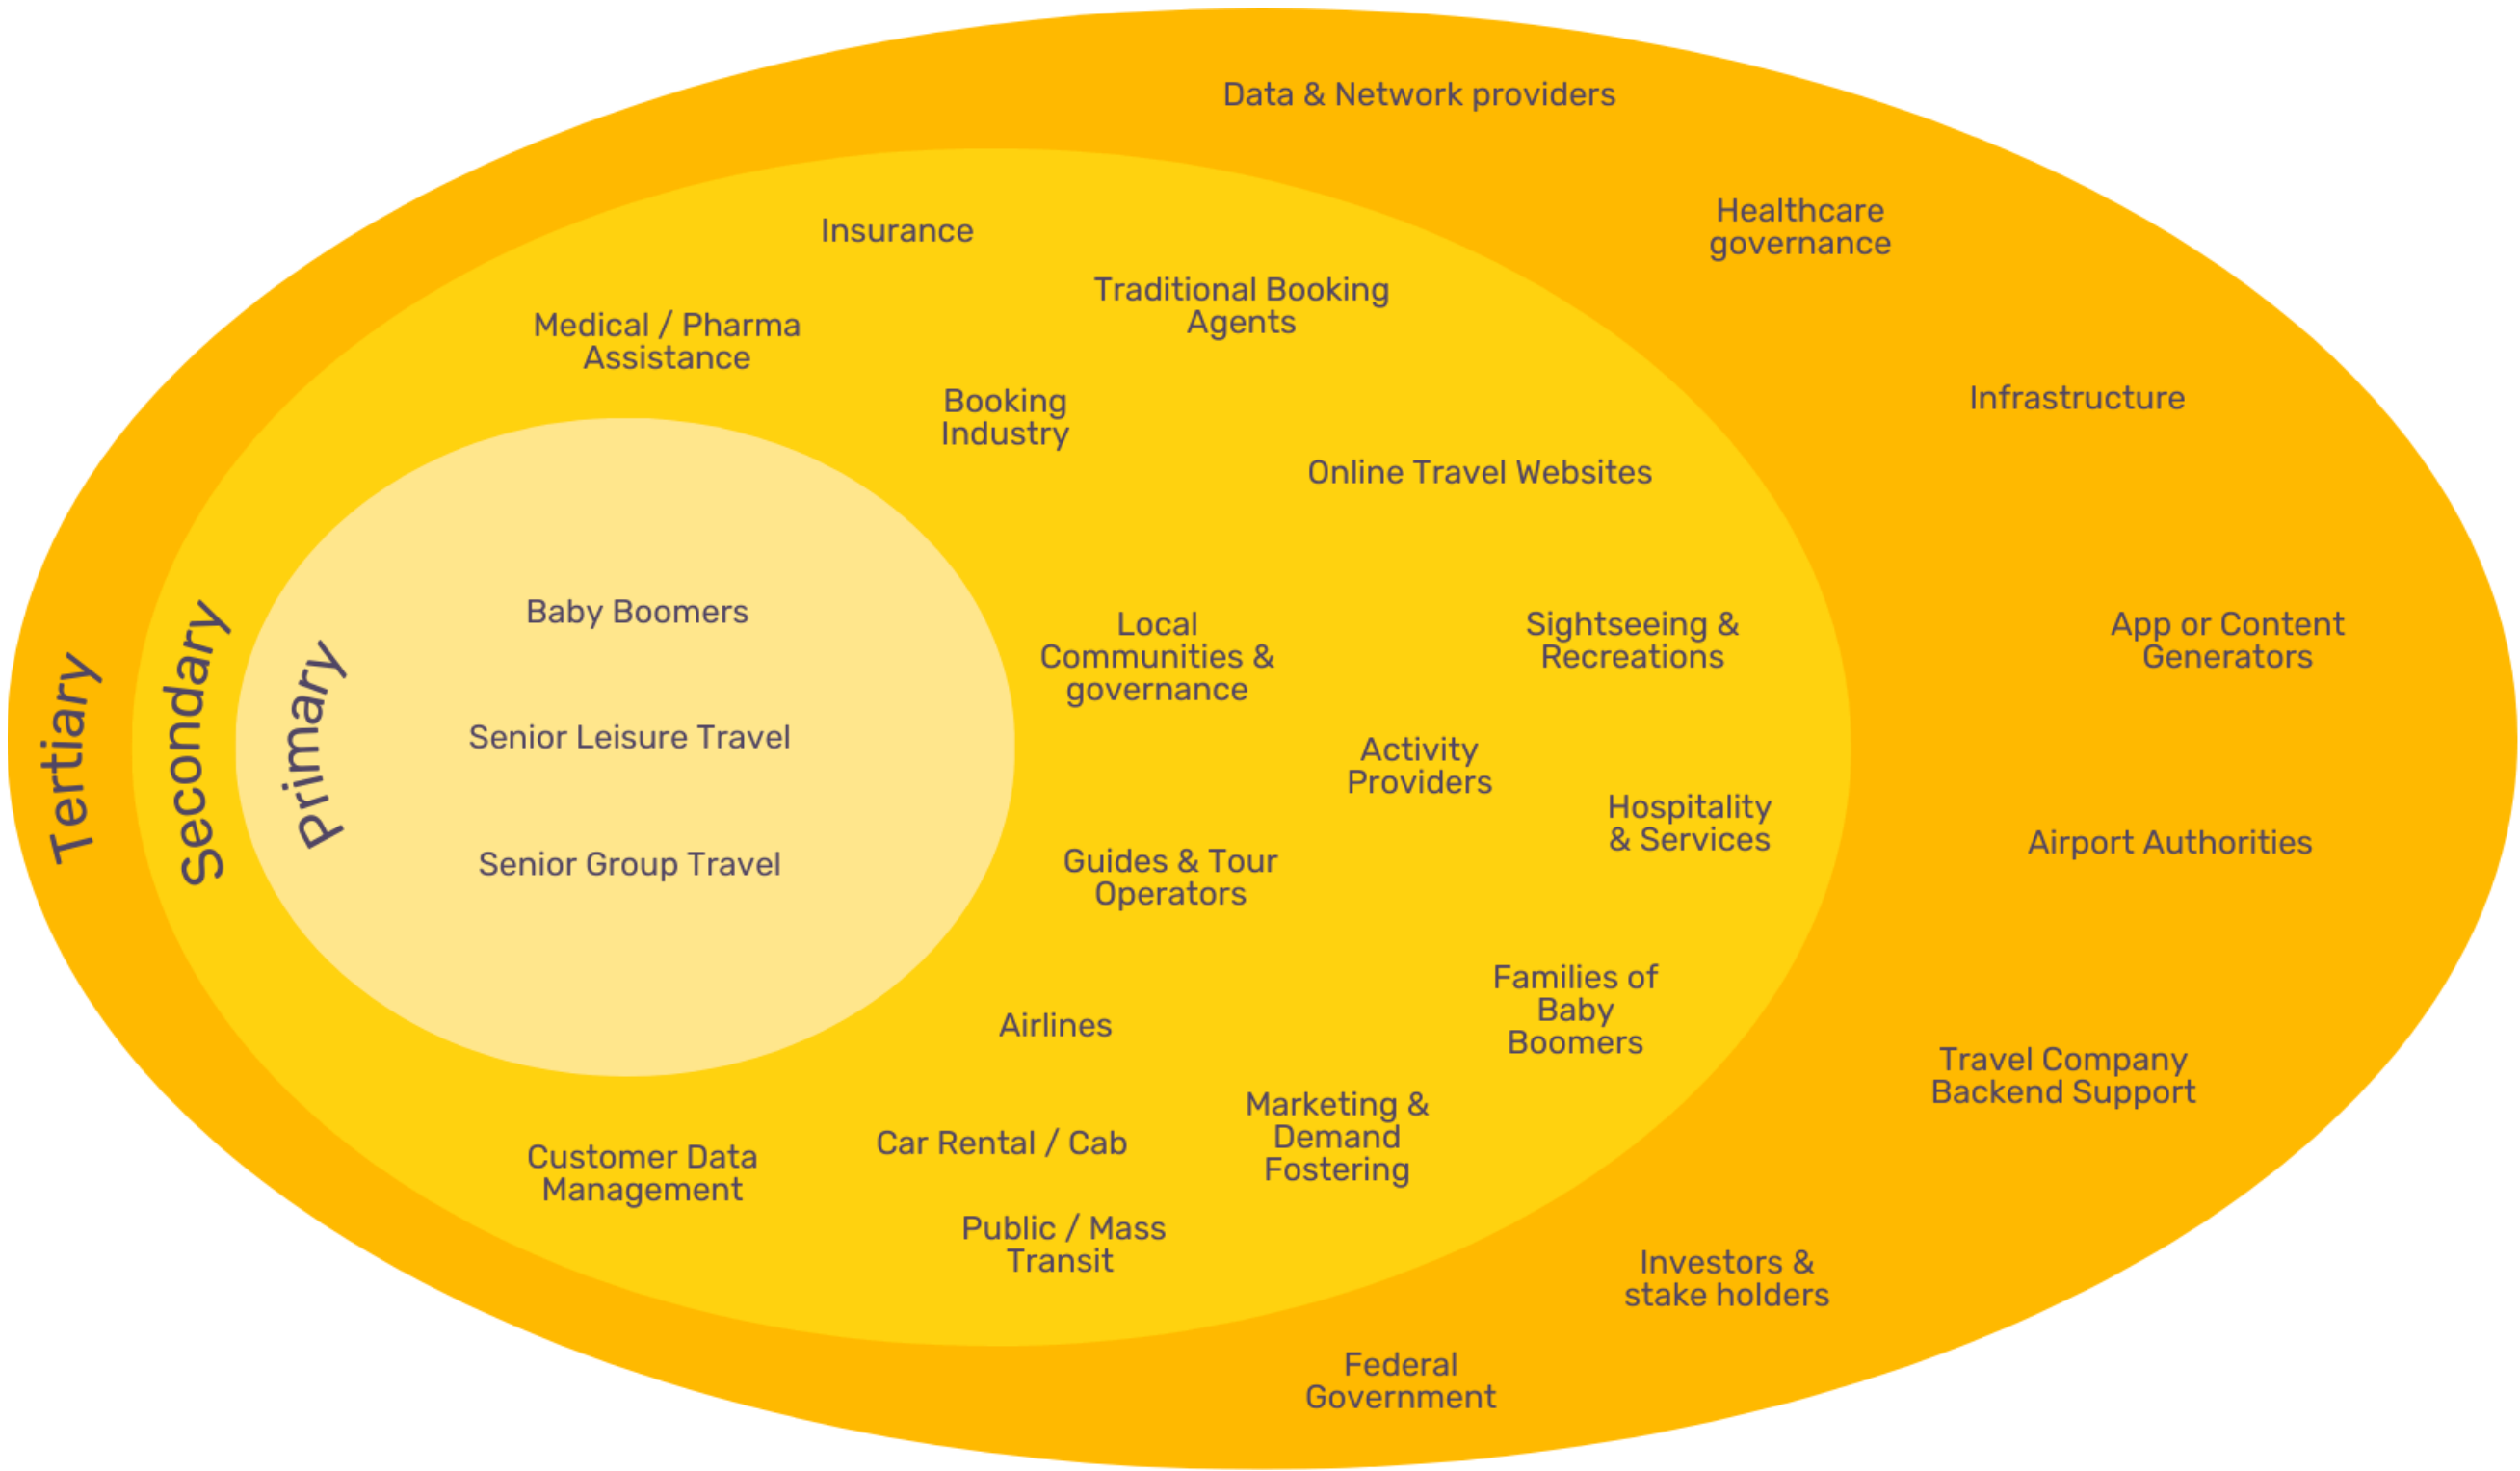 Data & Network providers
Healthcare
governance
Infrastructure
App or Content
Generators
Airport Authorities
Travel Company
Backend Support
Investors &
stake holders
Federal
Government
Tertiary
Insurance
Traditional Booking
Agents
Medical / Pharma
Assistance
Booking
Industry
Online Travel Websites
Local
Communities &
governance
Sightseeing &
Recreations
Activity
Providers
Hospitality
& Services
Guides & Tour
Operators
Families of
Baby
Boomers
Airlines
Marketing &
Demand
Fostering
Car Rental / Cab
Customer Data
Management
Public / Mass
Transit
Secondary
Primary
Baby Boomers
Senior Leisure Travel
Senior Group Travel